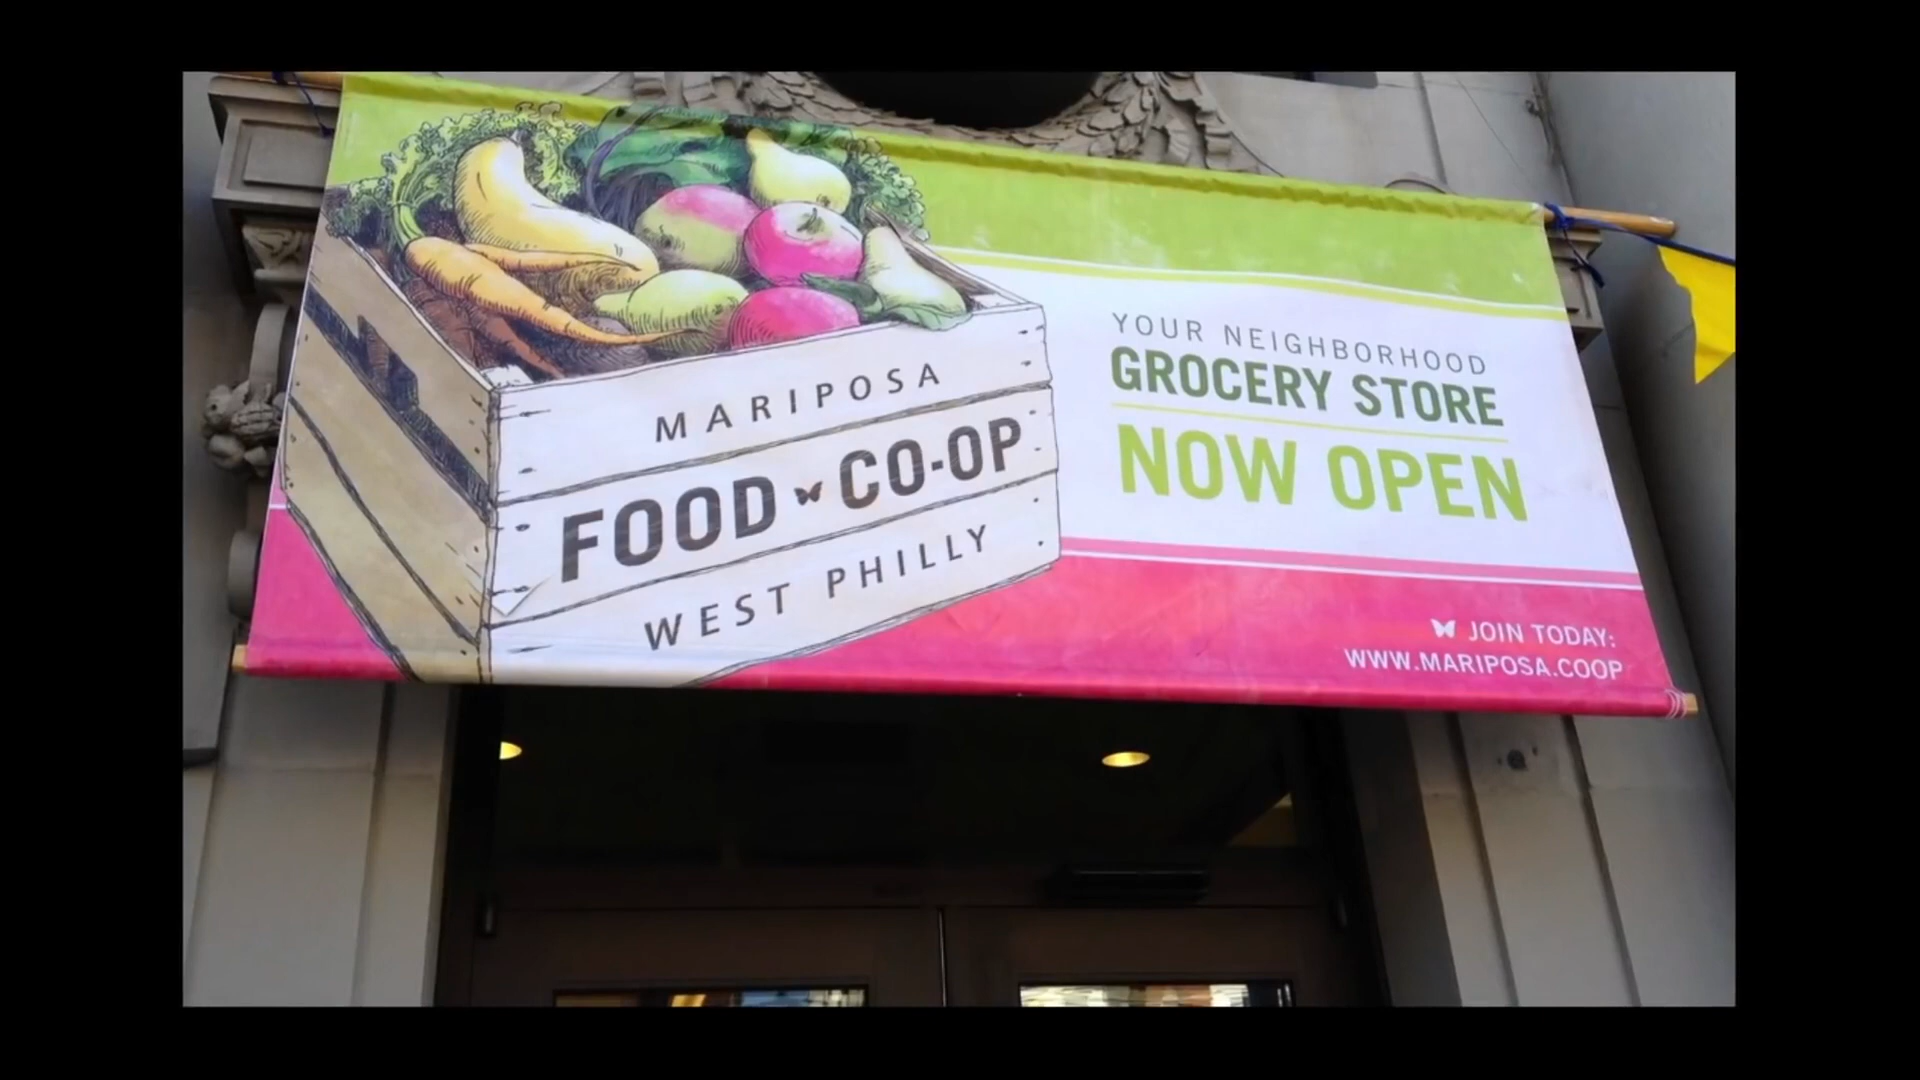 MARIPOSA
FOOD CO-OP
WEST PHILLY
YOUR NEIGHBORHOOD
GROCERY STORE
NOW OPEN
JOIN TODAY:
WWW.MARIPOSA.COOP